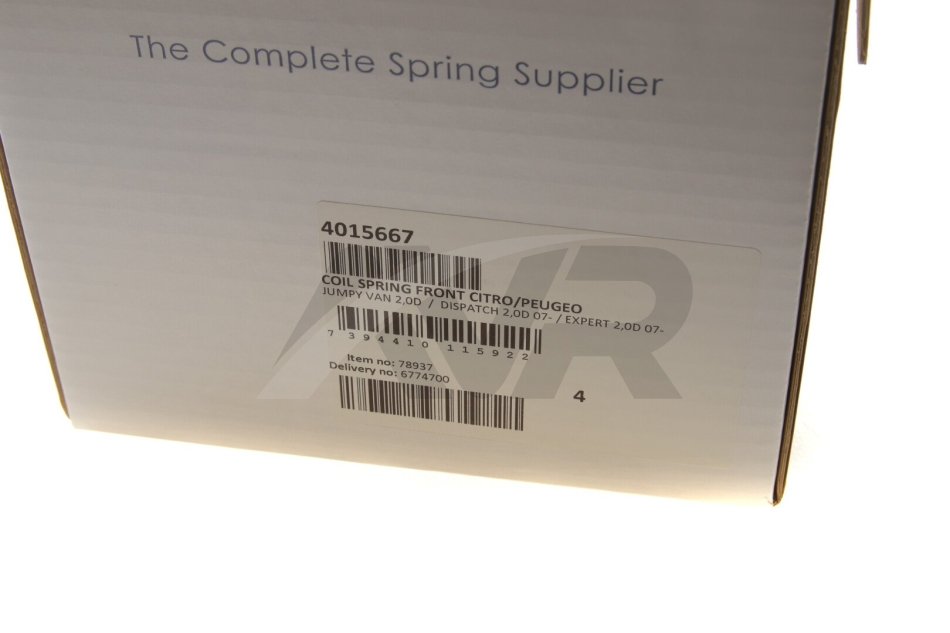 The Complete Spring Supplier
4015667
COIL SPRING FRONT CITRO/PEUGEO
JUMPY VAN 2,0D / DISPATCH 2,0D 07- / EXPERT 2,0D 07-
7 394410 115922
Item no: 78937
Delivery no: 6774700
4